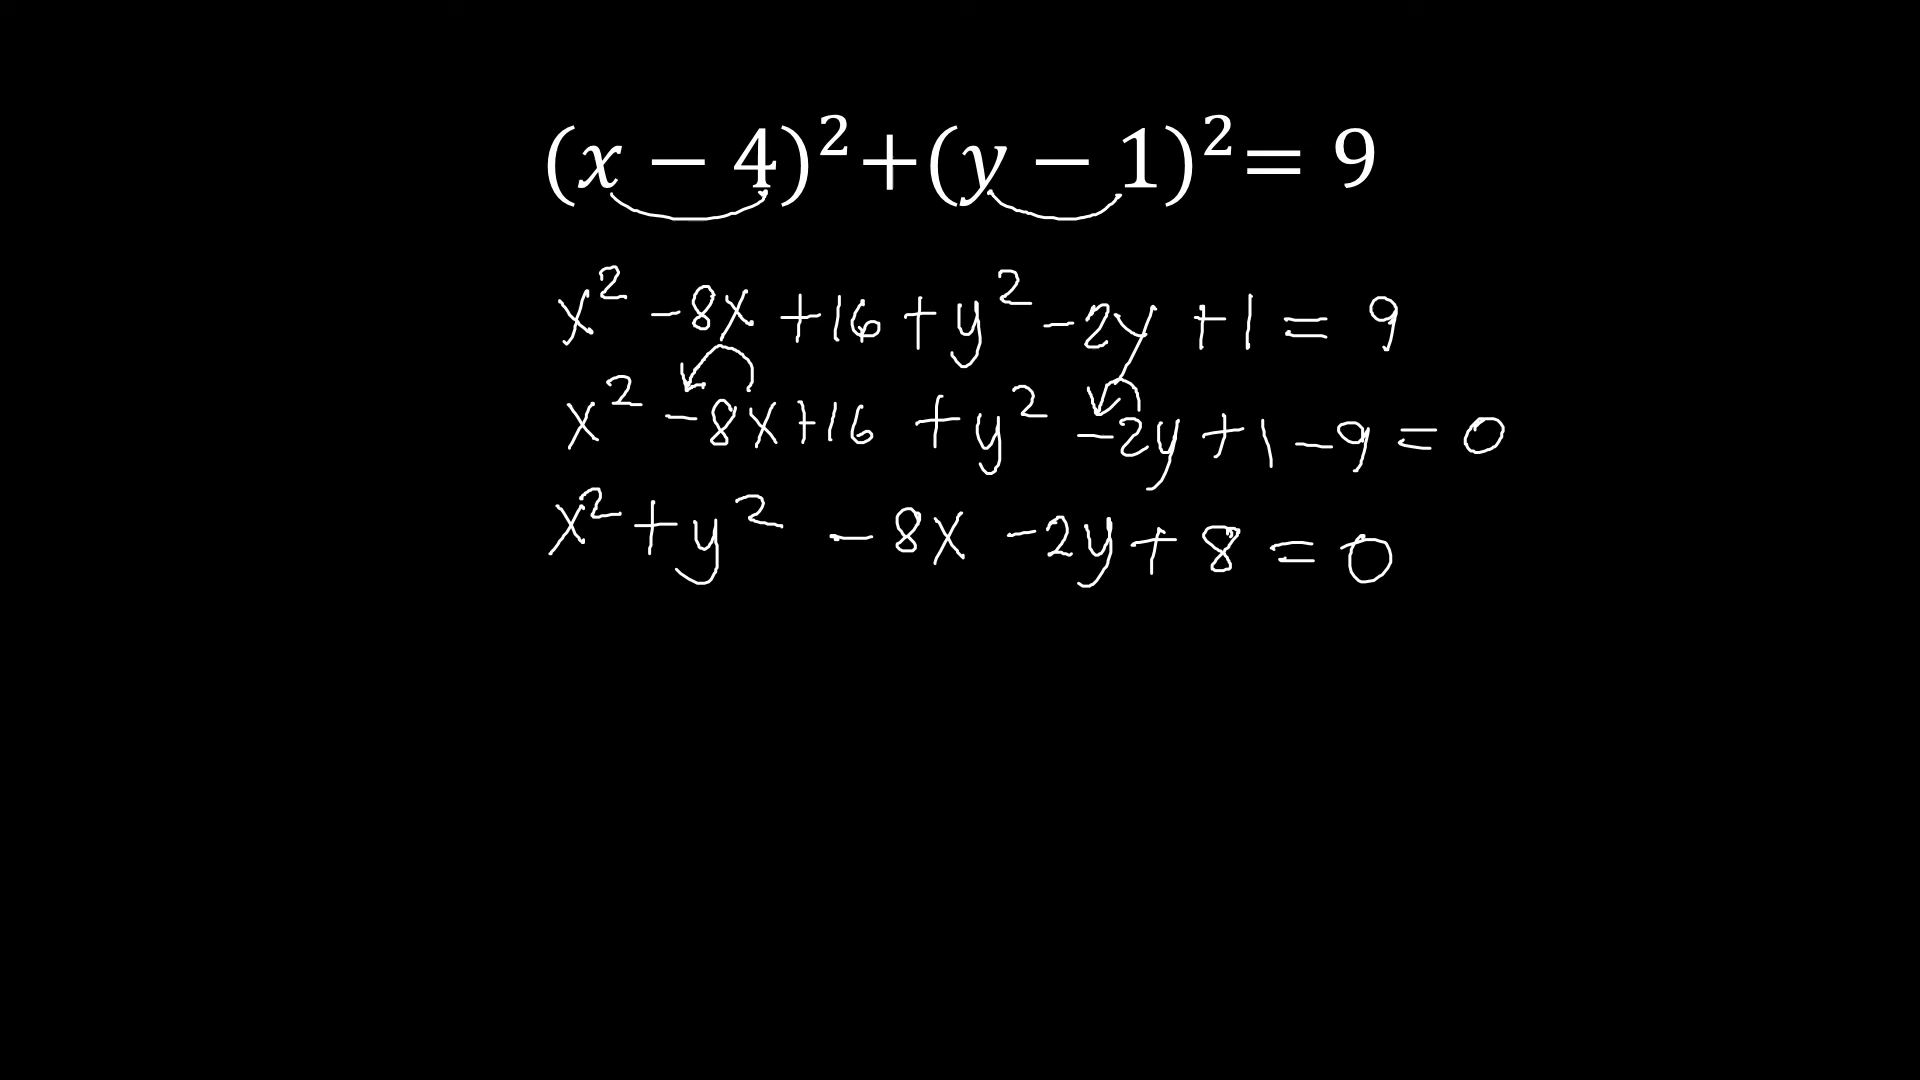 (x − 4)²+(y − 1)²= 9
x² -8x +16 +y² -2y +1 = 9
x² -8x+16 +y² -2y+1-9=0
x²+y² -8x -2y+8=0